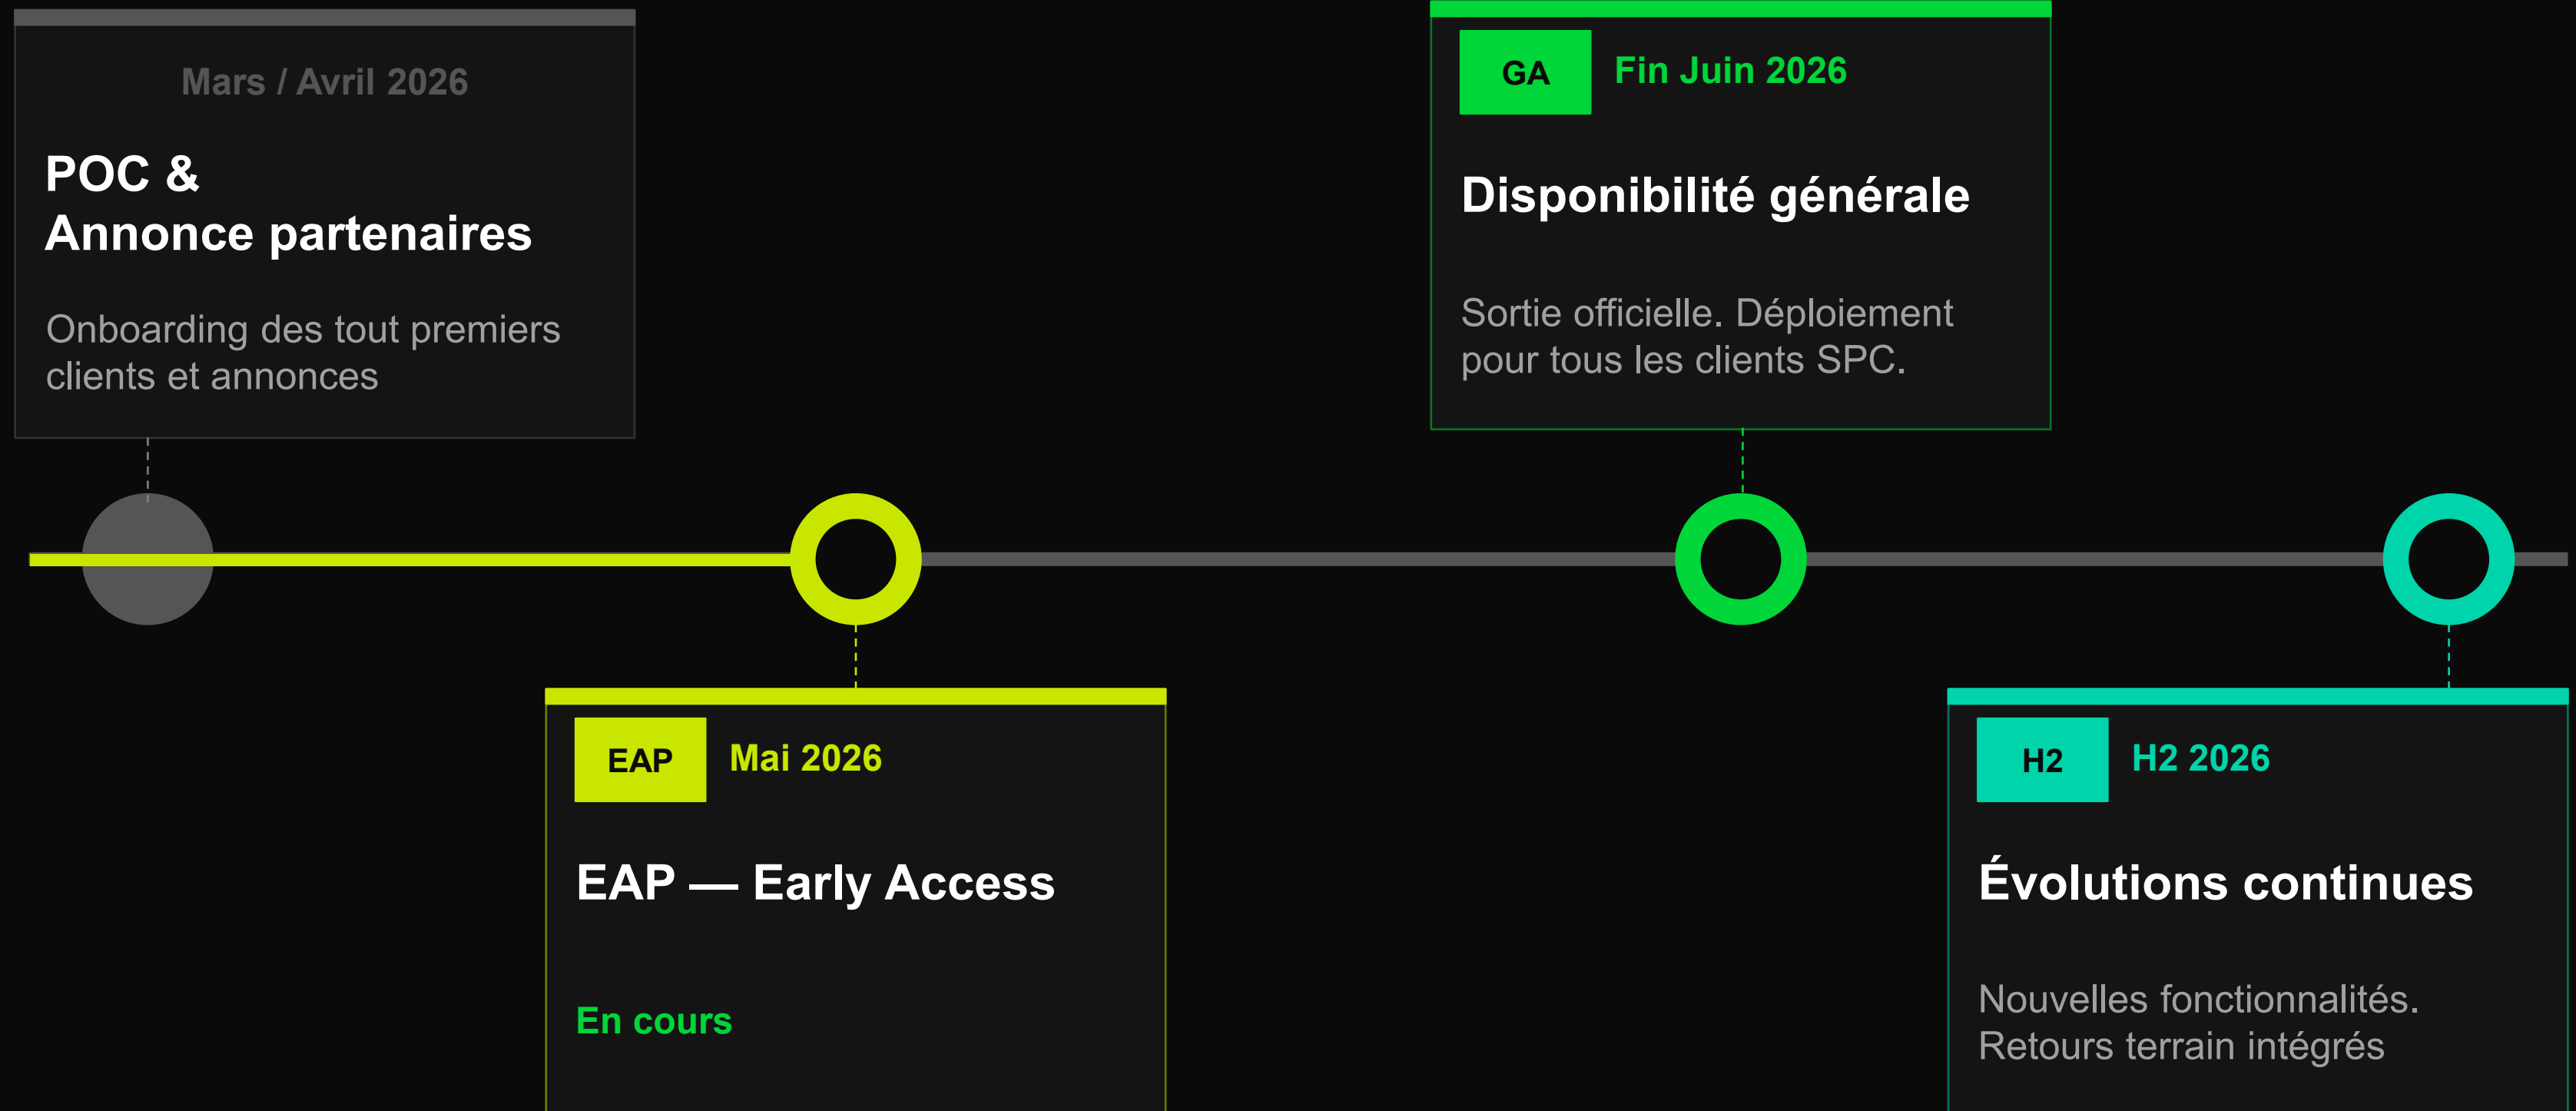 Mars / Avril 2026
POC &
Annonce partenaires
Onboarding des tout premiers
clients et annonces
EAP
Mai 2026
EAP — Early Access
En cours
GA
Fin Juin 2026
Disponibilité générale
Sortie officielle. Déploiement
pour tous les clients SPC.
H2
H2 2026
Évolutions continues
Nouvelles fonctionnalités.
Retours terrain intégrés